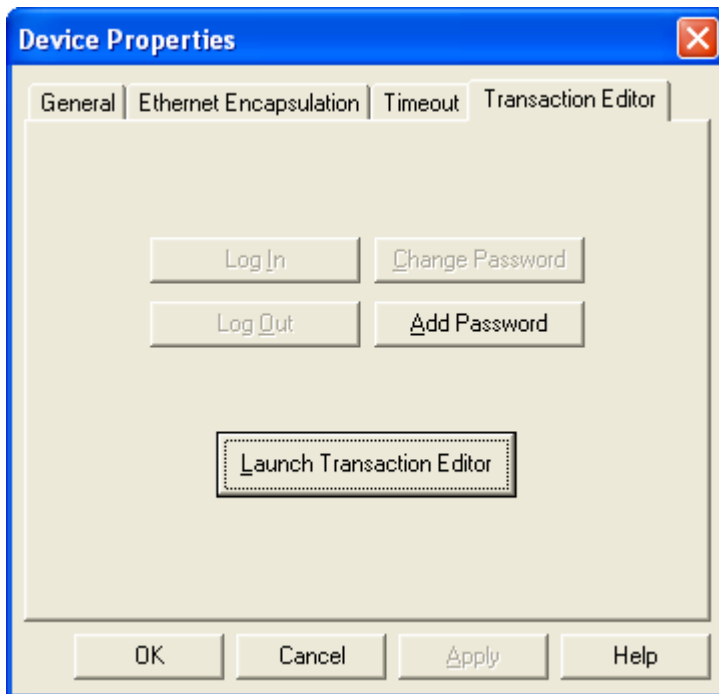 Device Properties
General Ethernet Encapsulation Timeout Transaction Editor
Log In Change Password
Log Out Add Password
Launch Transaction Editor
OK Cancel Apply Help